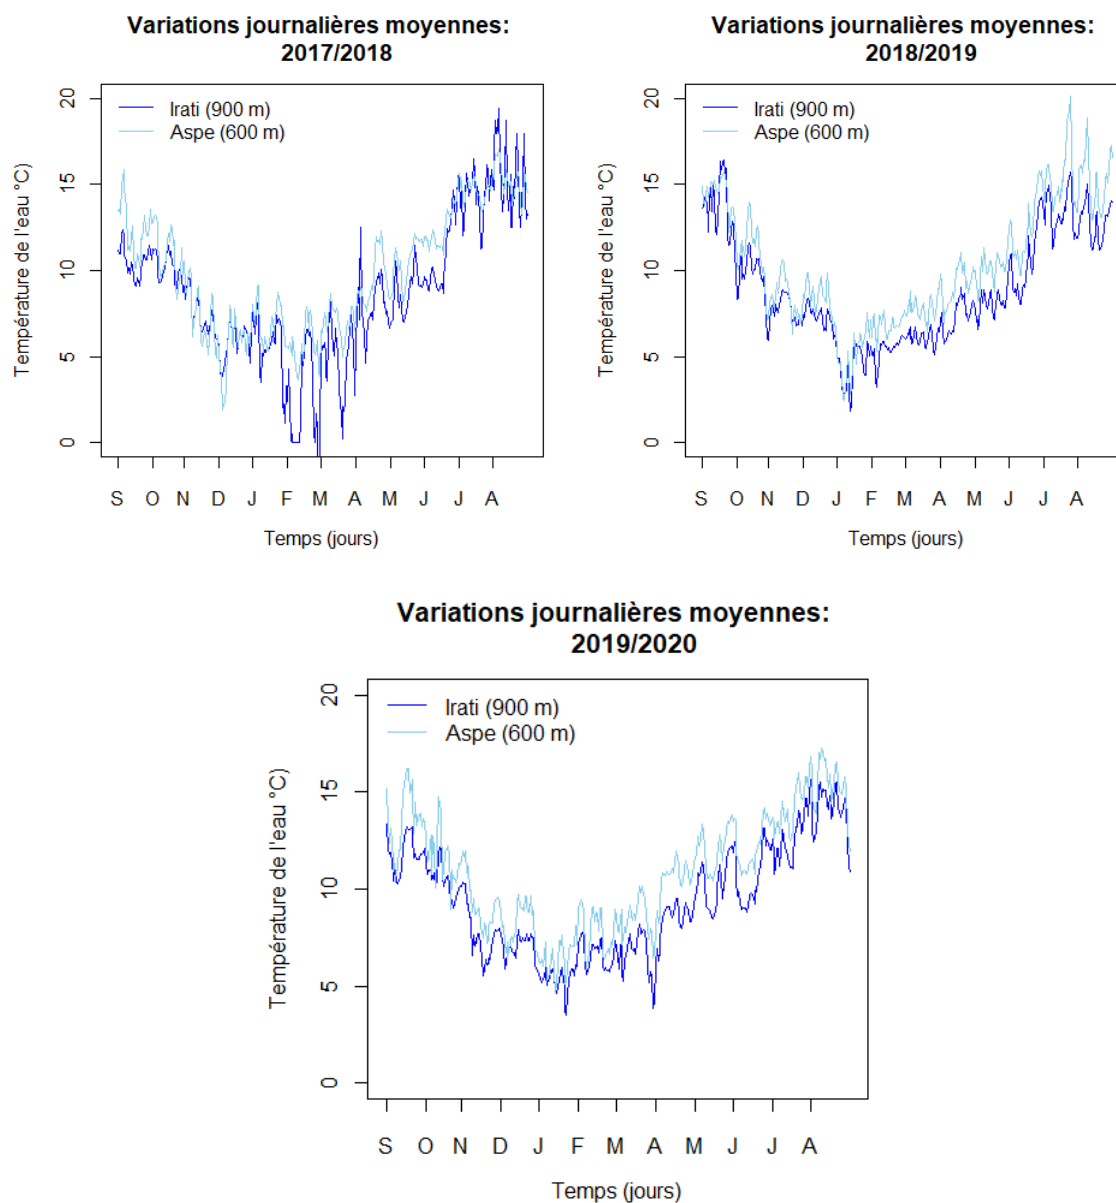 Variations journalières moyennes:
2017/2018
Irati (900 m)
Aspe (600 m)
Température de l'eau °C)
20
15
10
5
0
S O N D J F M A M J J A
Temps (jours)
Variations journalières moyennes:
2018/2019
Irati (900 m)
Aspe (600 m)
Température de l'eau °C)
20
15
10
5
0
S O N D J F M A M J J A
Temps (jours)
Variations journalières moyennes:
2019/2020
Irati (900 m)
Aspe (600 m)
Température de l'eau °C)
20
15
10
5
0
S O N D J F M A M J J A
Temps (jours)